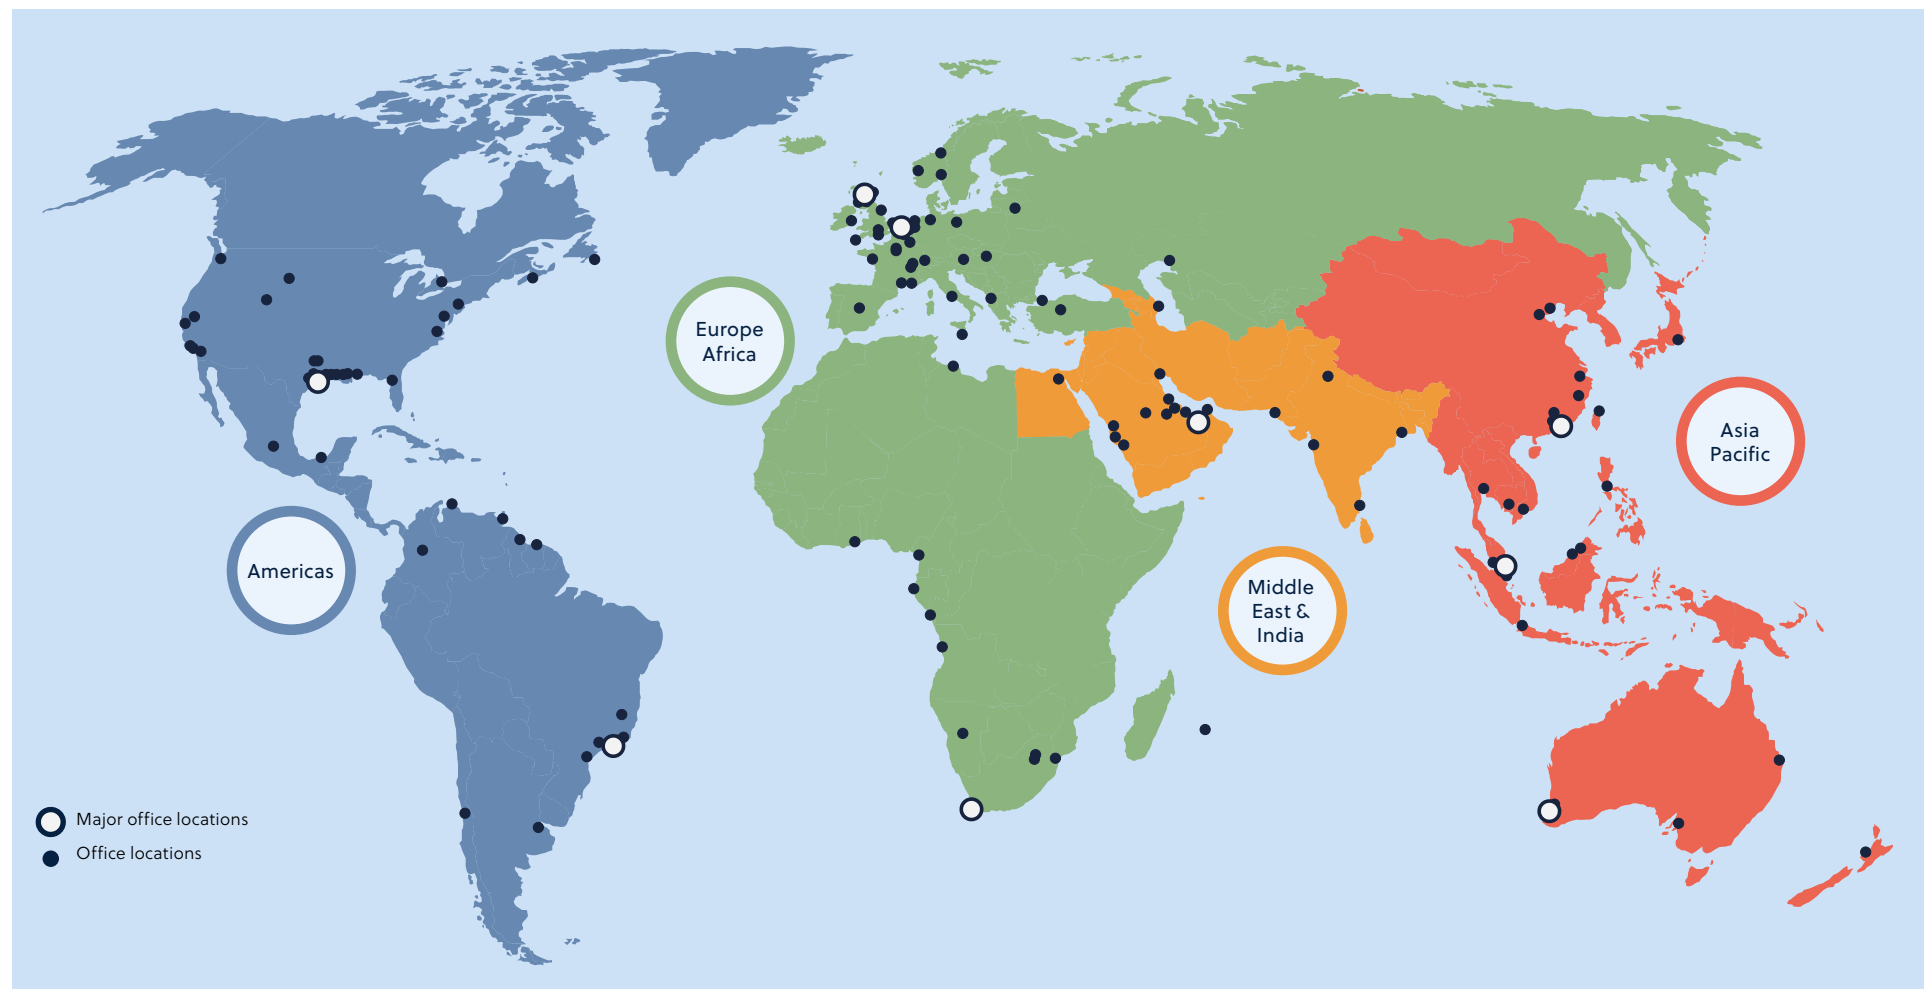 Europe
Africa
Asia
Pacific
Americas
Middle
East &
India
Major office locations
Office locations